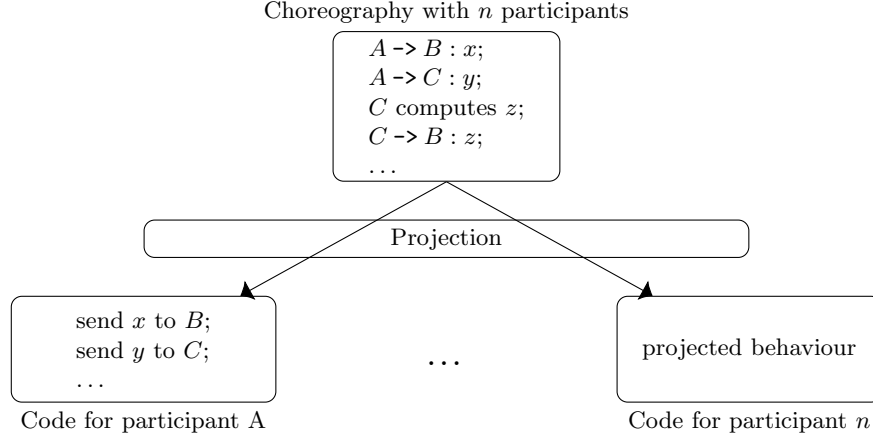 Choreography with n participants
A -> B : x;
A -> C : y;
C computes z;
C -> B : z;
...
Projection
send x to B;
send y to C;
...
...
projected behaviour
Code for participant A
Code for participant n